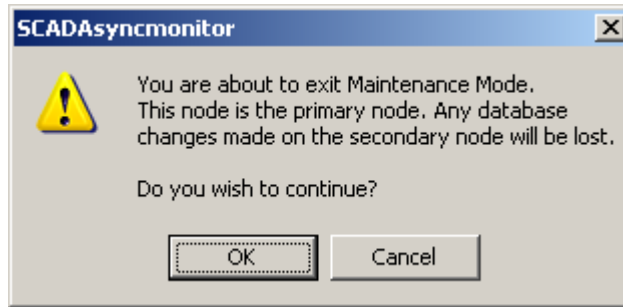 SCADAsyncmonitor
You are about to exit Maintenance Mode.
This node is the primary node. Any database
changes made on the secondary node will be lost.
Do you wish to continue?
OK
Cancel